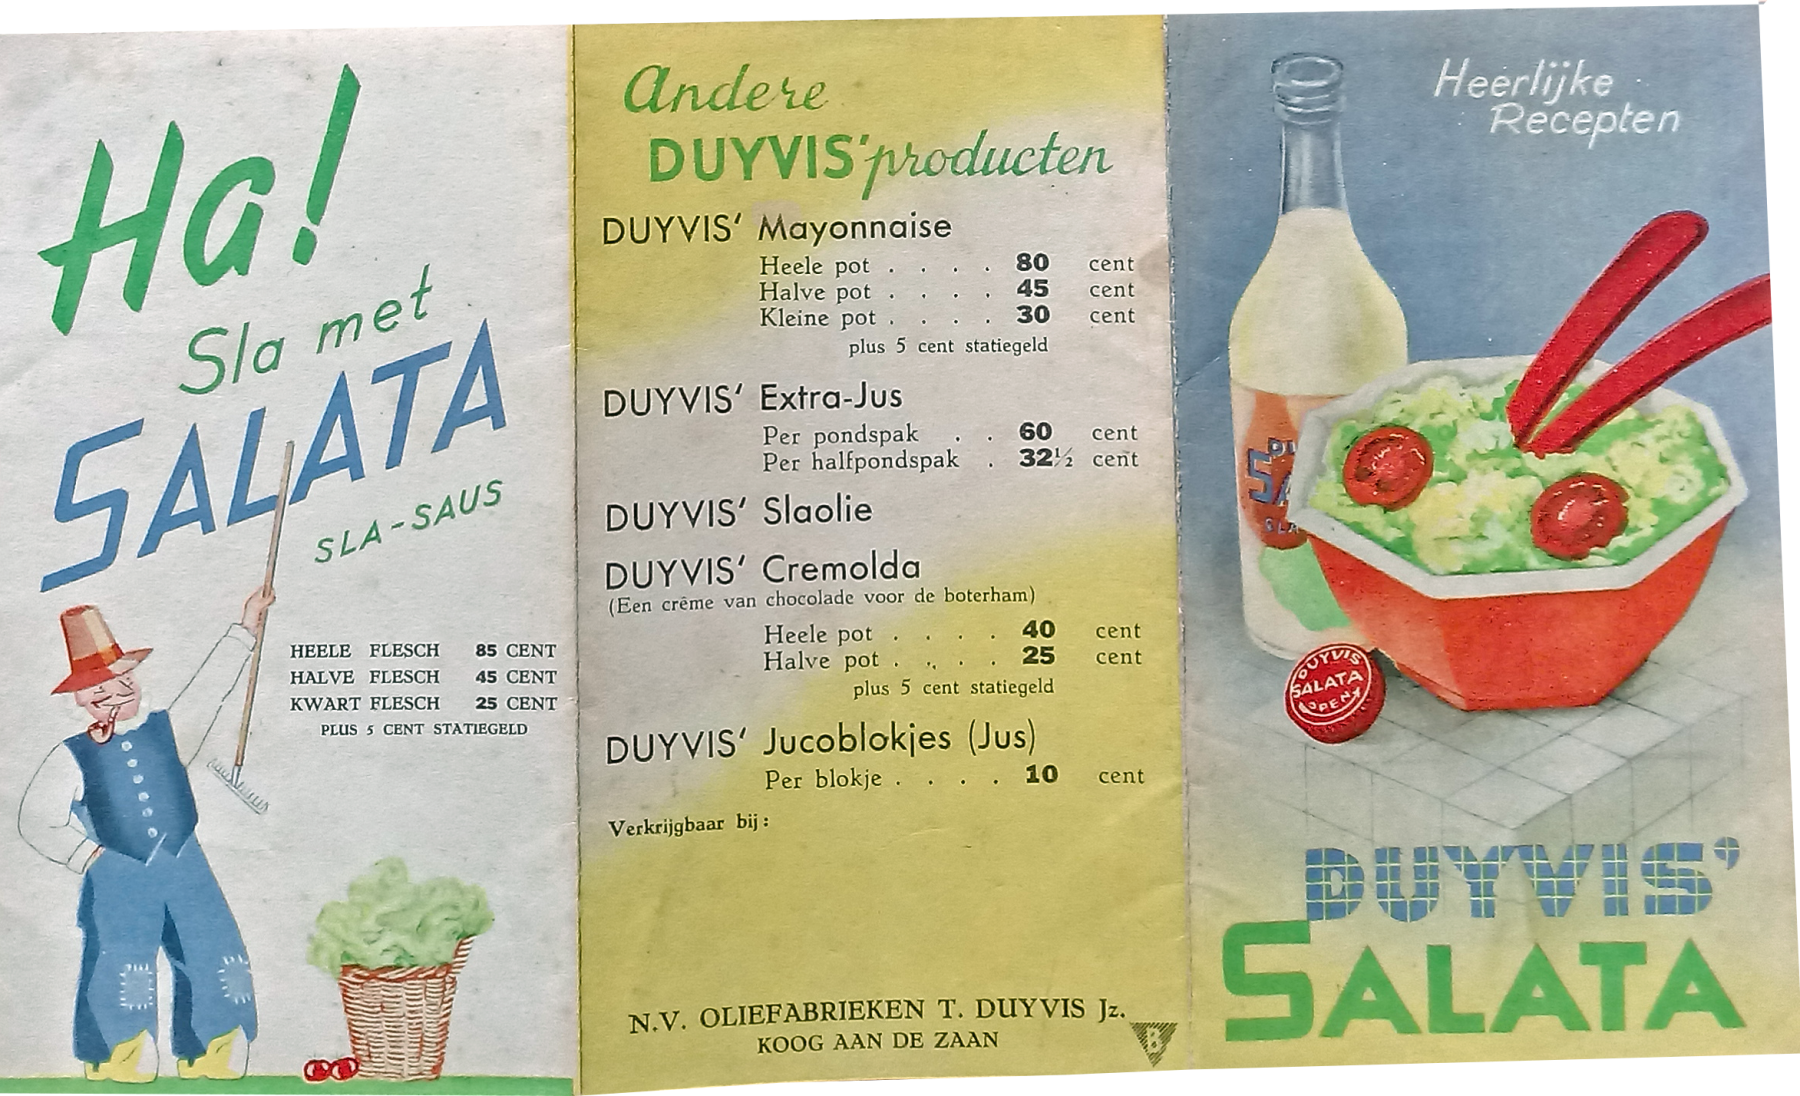 Ha!
Sla met
SALATA
SLA-SAUS
HEELE FLESCH 85 CENT
HALVE FLESCH 45 CENT
KWART FLESCH 25 CENT
PLUS 5 CENT STATIEGELD
Andere
DUYVIS' producten
DUYVIS' Mayonnaise
Heele pot . . . . 80 cent
Halve pot . . . . 45 cent
Kleine pot . . . . 30 cent
plus 5 cent statiegeld
DUYVIS' Extra-Jus
Per pondspak . . 60 cent
Per halfpondspak . 32½ cent
DUYVIS' Slaolie
DUYVIS' Cremolda
(Een crême van chocolade voor de boterham)
Heele pot . . . . 40 cent
Halve pot . . . . 25 cent
plus 5 cent statiegeld
DUYVIS' Jucoblokjes (Jus)
Per blokje . . . . 10 cent
Verkrijgbaar bij:
N.V. OLIEFABRIEKEN T. DUYVIS Jz.
KOOG AAN DE ZAAN
B
Heerlijke
Recepten
DU
SA
SLA
DUYVIS
SALATA
OPENT
DUYVIS'
SALATA